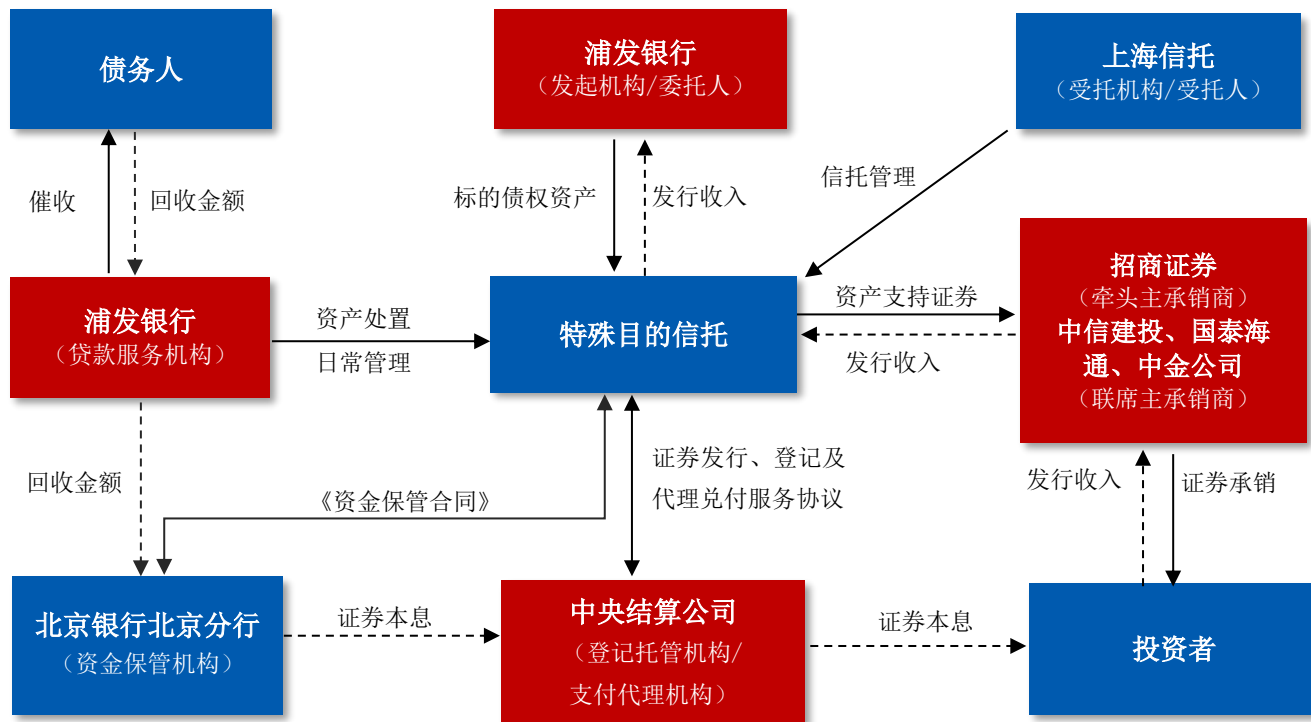 债务人
浦发银行
（发起机构/委托人）
上海信托
（受托机构/受托人）
催收
回收金额
标的债权资产
发行收入
信托管理
浦发银行
（贷款服务机构）
资产处置
日常管理
特殊目的信托
资产支持证券
发行收入
招商证券
（牵头主承销商）
中信建投、国泰海
通、中金公司
（联席主承销商）
回收金额
《资金保管合同》
证券发行、登记及
代理兑付服务协议
发行收入
证券承销
北京银行北京分行
（资金保管机构）
证券本息
中央结算公司
（登记托管机构/
支付代理机构）
证券本息
投资者